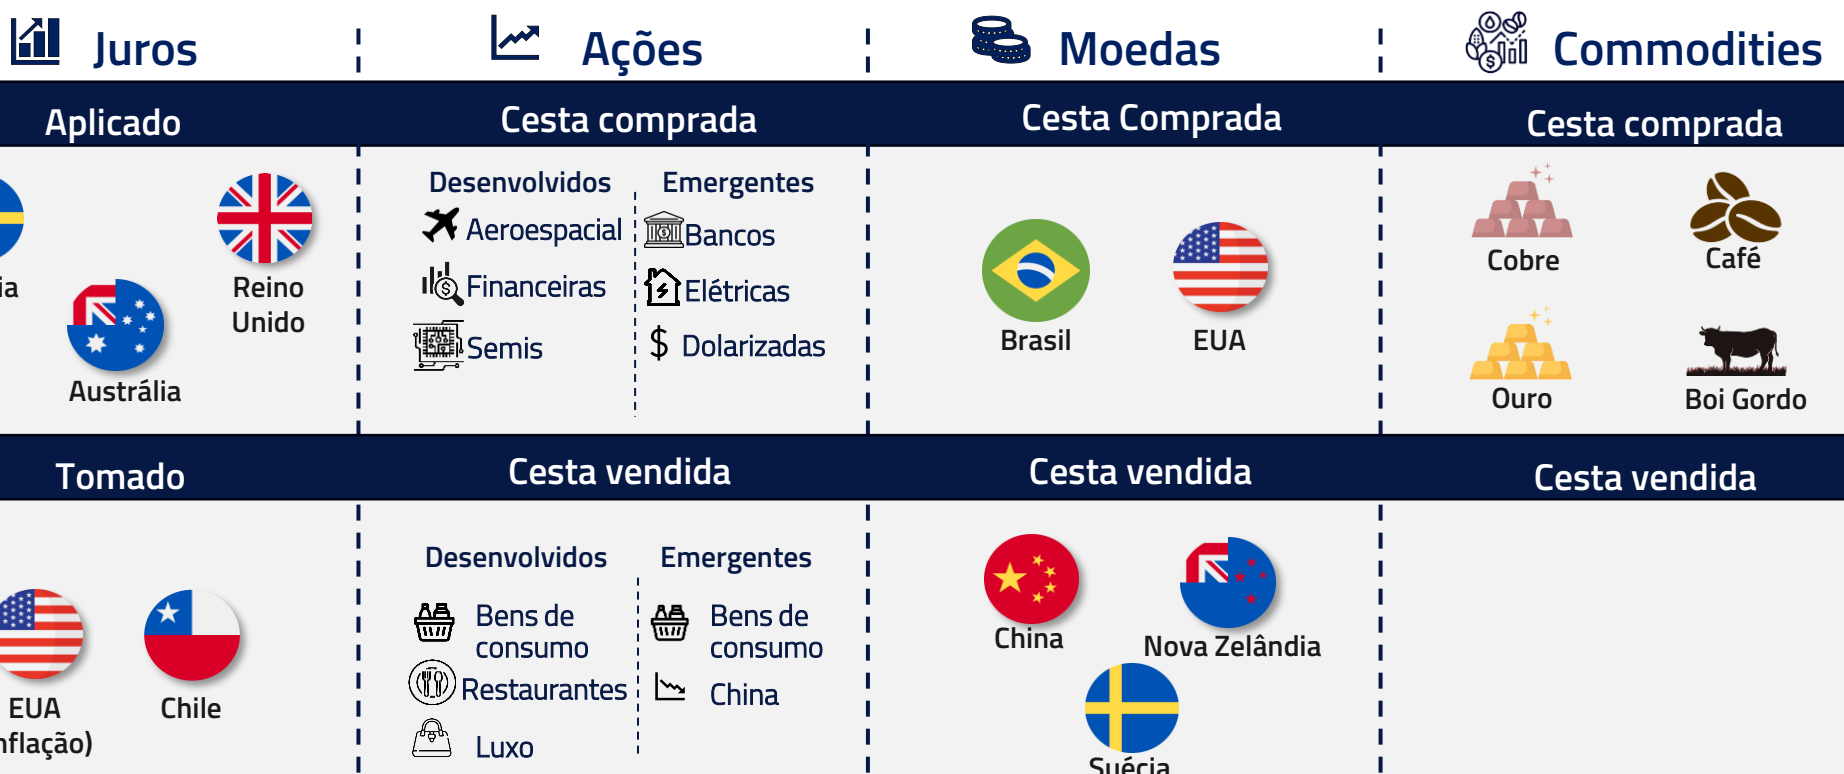 Juros
Ações
Moedas
Commodities
Aplicado
Cesta comprada
Cesta Comprada
Cesta comprada
Reino
Unido
Austrália
Desenvolvidos
Aeroespacial
Financeiras
Semis
Emergentes
Bancos
Elétricas
$ Dolarizadas
Brasil
EUA
Cobre
Café
Ouro
Boi Gordo
Tomado
Cesta vendida
Cesta vendida
Cesta vendida
EUA
nflação)
Chile
Desenvolvidos
Bens de
consumo
Restaurantes
Luxo
Emergentes
Bens de
consumo
China
China
Nova Zelândia
Suécia